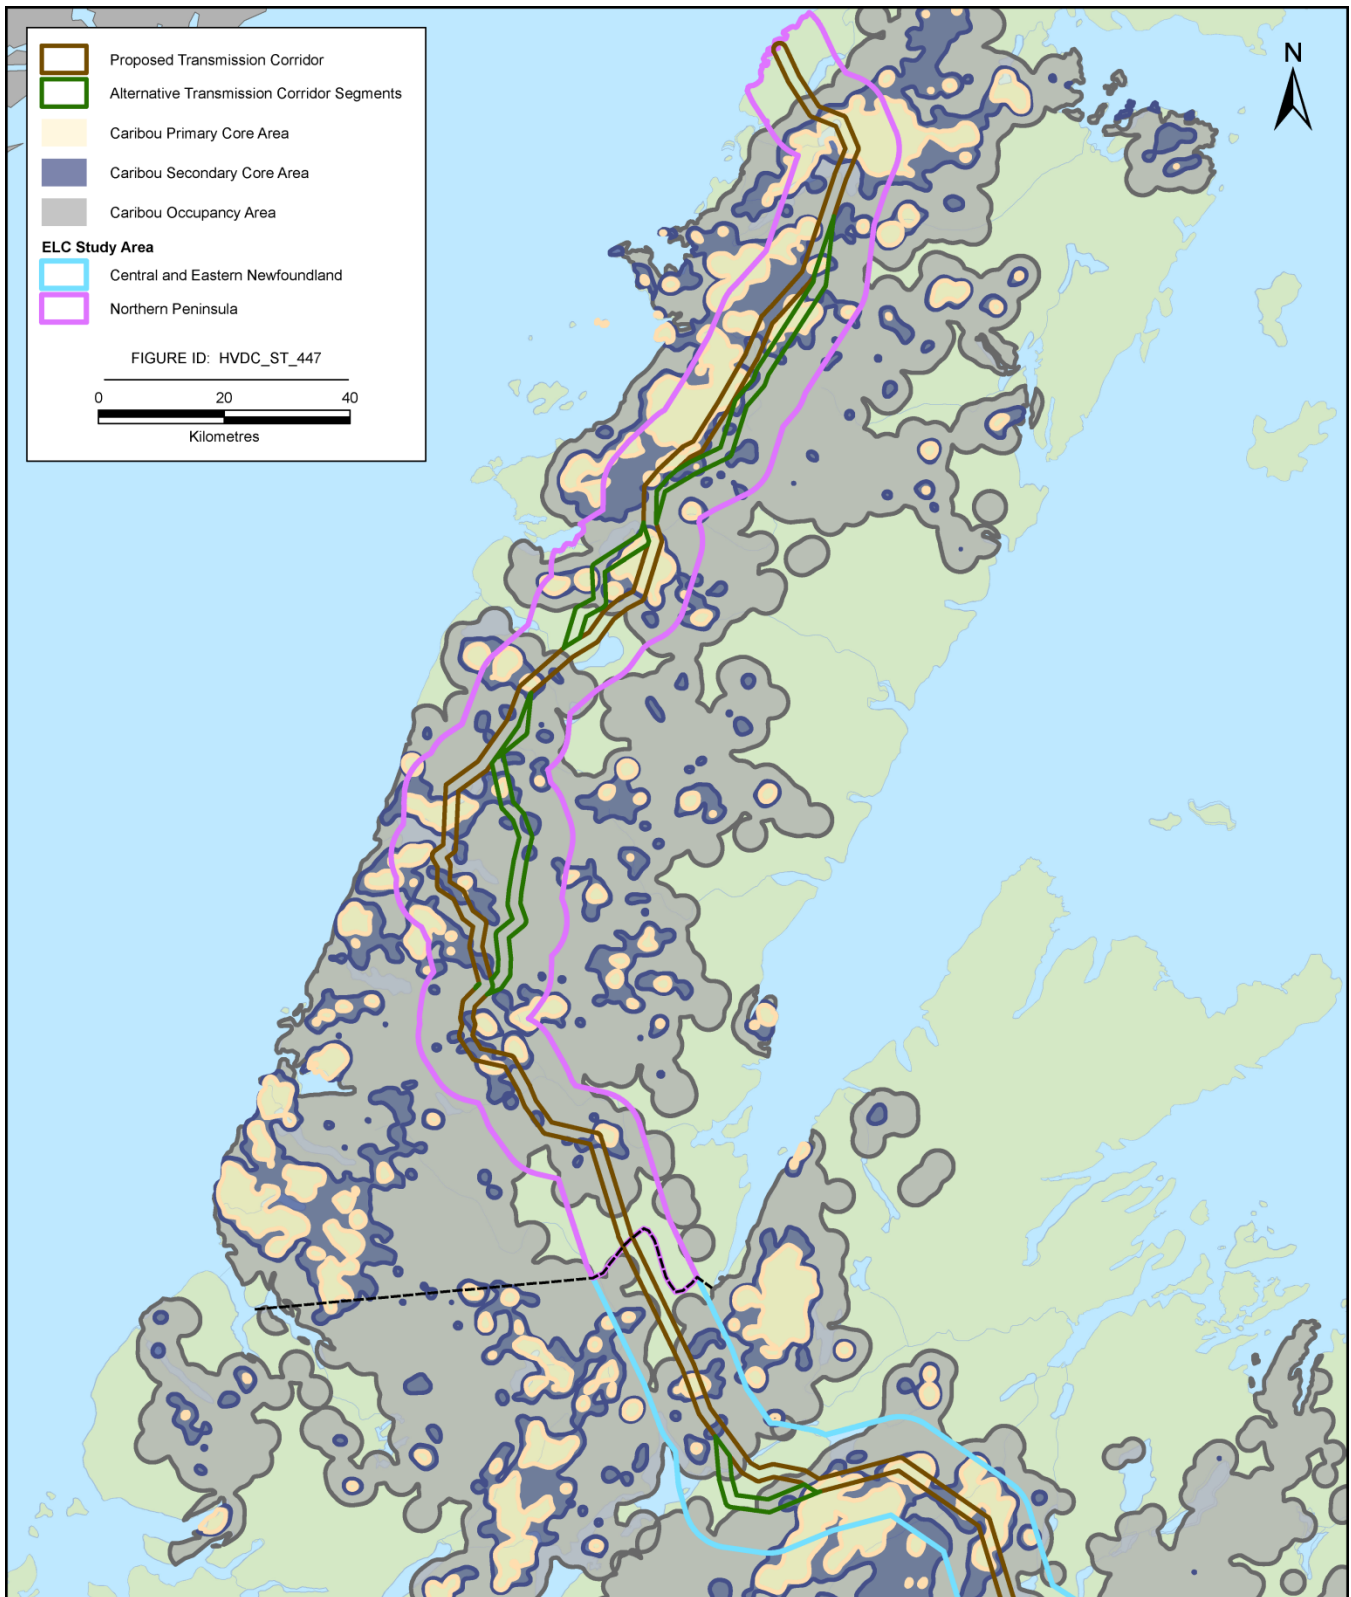 Proposed Transmission Corridor
Alternative Transmission Corridor Segments
Caribou Primary Core Area
Caribou Secondary Core Area
Caribou Occupancy Area
ELC Study Area
Central and Eastern Newfoundland
Northern Peninsula
FIGURE ID: HVDC_ST_447
0 20 40
Kilometres
N